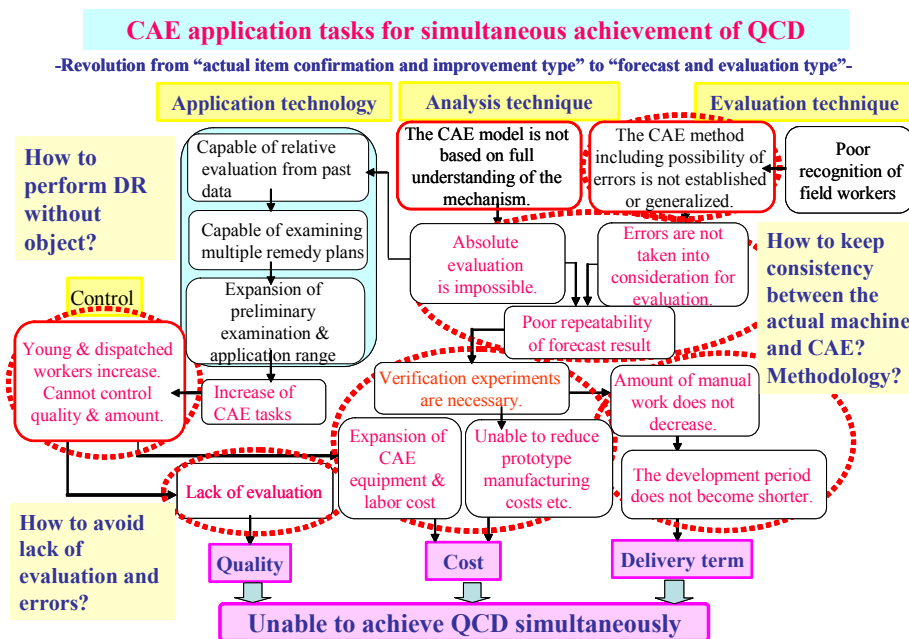 CAE application tasks for simultaneous achievement of QCD
-Revolution from “actual item confirmation and improvement type” to “forecast and evaluation type”-
Application technology
Analysis technique
Evaluation technique
How to
perform DR
without
object?
Capable of relative
evaluation from past
data
The CAE model is not
based on full
understanding of the
mechanism.
The CAE method
including possibility of
errors is not established
or generalized.
Poor
recognition of
field workers
Capable of examining
multiple remedy plans
Absolute
evaluation
is impossible.
Errors are not
taken into
consideration for
evaluation.
How to keep
consistency
between the
actual machine
and CAE?
Methodology?
Control
Expansion of
preliminary
examination &
application range
Poor repeatability
of forecast result
Young & dispatched
workers increase.
Cannot control
quality & amount.
Increase of
CAE tasks
Verification experiments
are necessary.
Amount of manual
work does not
decrease.
Expansion of
CAE
equipment &
labor cost
Unable to reduce
prototype
manufacturing
costs etc.
Lack of evaluation
The development period
does not become shorter.
How to avoid
lack of
evaluation and
errors?
Quality
Cost
Delivery term
Unable to achieve QCD simultaneously